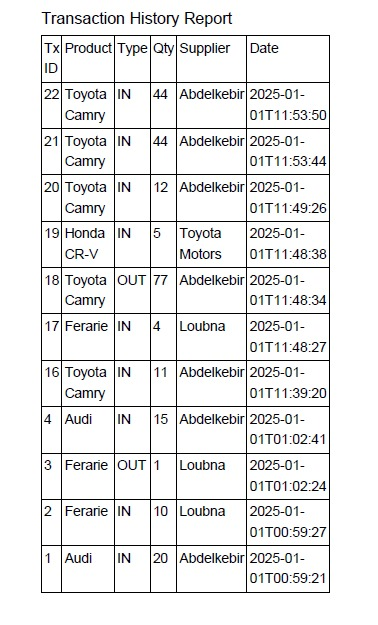 Transaction History Report
Tx Product Type Qty Supplier Date
ID
22 Toyota IN 44 Abdelkebir 2025-01-
Camry 01T11:53:50
21 Toyota IN 44 Abdelkebir 2025-01-
Camry 01T11:53:44
20 Toyota IN 12 Abdelkebir 2025-01-
Camry 01T11:49:26
19 Honda IN 5 Toyota 2025-01-
CR-V Motors 01T11:48:38
18 Toyota OUT 77 Abdelkebir 2025-01-
Camry 01T11:48:34
17 Ferarie IN 4 Loubna 2025-01-
01T11:48:27
16 Toyota IN 11 Abdelkebir 2025-01-
Camry 01T11:39:20
4 Audi IN 15 Abdelkebir 2025-01-
01T01:02:41
3 Ferarie OUT 1 Loubna 2025-01-
01T01:02:24
2 Ferarie IN 10 Loubna 2025-01-
01T00:59:27
1 Audi IN 20 Abdelkebir 2025-01-
01T00:59:21